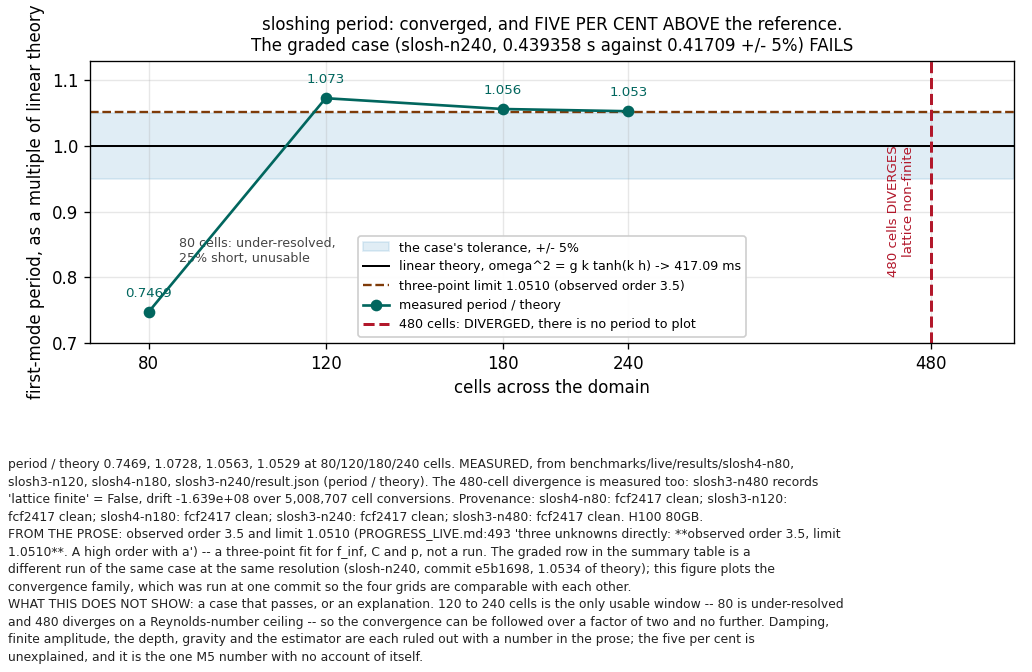 sloshing period: converged, and FIVE PER CENT ABOVE the reference.
The graded case (slosh-n240, 0.439358 s against 0.41709 +/- 5%) FAILS
first-mode period, as a multiple of linear theory
1.1
1.0
0.9
0.8
0.7
1.073
1.056
1.053
0.7469
80 cells: under-resolved,
25% short, unusable
480 cells DIVERGES
lattice non-finite
the case's tolerance, +/- 5%
linear theory, omega^2 = g k tanh(k h) -> 417.09 ms
three-point limit 1.0510 (observed order 3.5)
measured period / theory
480 cells: DIVERGED, there is no period to plot
80
120
180
240
480
cells across the domain
period / theory 0.7469, 1.0728, 1.0563, 1.0529 at 80/120/180/240 cells. MEASURED, from benchmarks/live/results/slosh4-n80,
slosh3-n120, slosh4-n180, slosh3-n240/result.json (period / theory). The 480-cell divergence is measured too: slosh3-n480 records
'lattice finite' = False, drift -1.639e+08 over 5,008,707 cell conversions. Provenance: slosh4-n80: fcf2417 clean; slosh3-n120:
fcf2417 clean; slosh4-n180: fcf2417 clean; slosh3-n240: fcf2417 clean; slosh3-n480: fcf2417 clean. H100 80GB.
FROM THE PROSE: observed order 3.5 and limit 1.0510 (PROGRESS_LIVE.md:493 'three unknowns directly: **observed order 3.5, limit
1.0510**. A high order with a') -- a three-point fit for f_inf, C and p, not a run. The graded row in the summary table is a
different run of the same case at the same resolution (slosh-n240, commit e5b1698, 1.0534 of theory); this figure plots the
convergence family, which was run at one commit so the four grids are comparable with each other.
WHAT THIS DOES NOT SHOW: a case that passes, or an explanation. 120 to 240 cells is the only usable window -- 80 is under-resolved
and 480 diverges on a Reynolds-number ceiling -- so the convergence can be followed over a factor of two and no further. Damping,
finite amplitude, the depth, gravity and the estimator are each ruled out with a number in the prose; the five per cent is
unexplained, and it is the one M5 number with no account of itself.